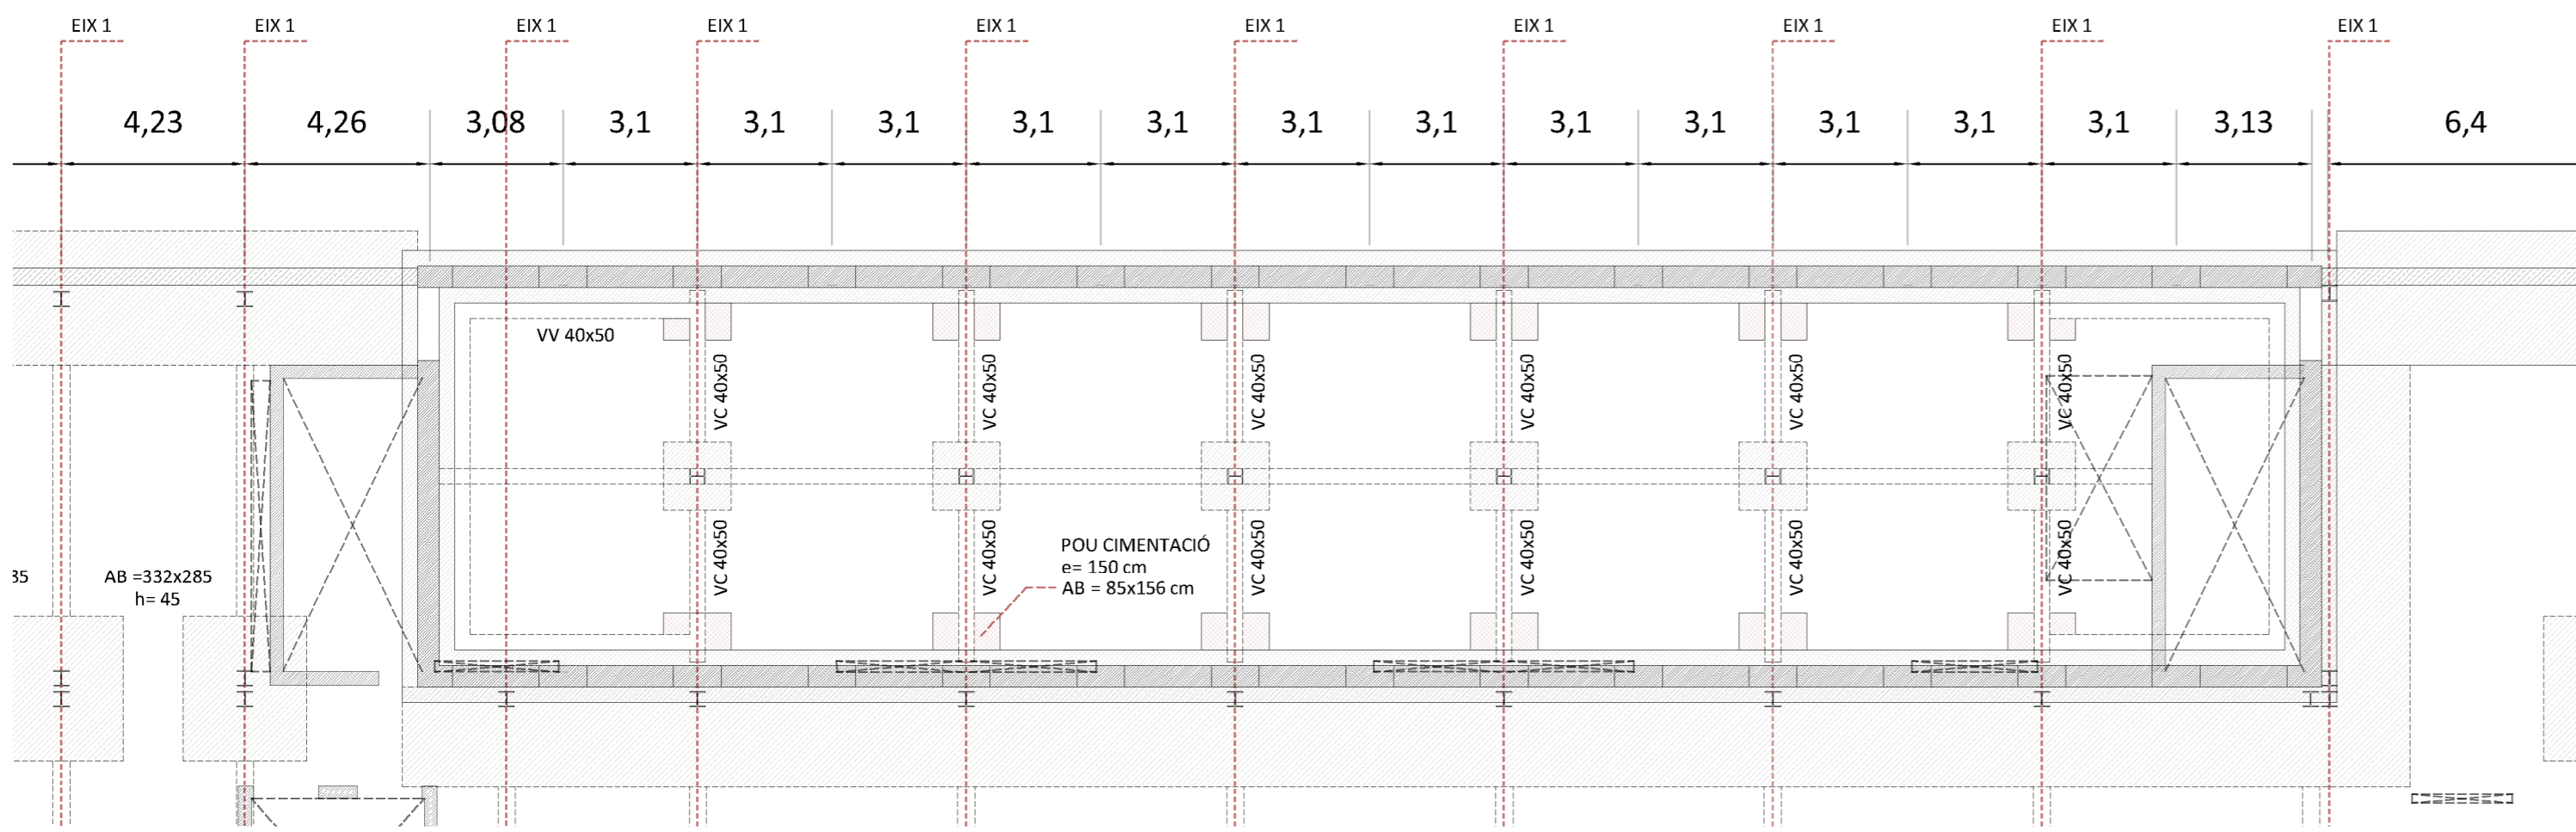 EIX 1
EIX 1
EIX 1
EIX 1
EIX 1
EIX 1
EIX 1
EIX 1
EIX 1
EIX 1
4,23
4,26
3,08
3,1
3,1
3,1
3,1
3,1
3,1
3,1
3,1
3,1
3,1
3,1
3,1
3,13
6,4
VV 40x50
VC 40x50
VC 40x50
VC 40x50
VC 40x50
VC 40x50
VC 40x50
VC 40x50
VC 40x50
VC 40x50
VC 40x50
VC 40x50
VC 40x50
POU CIMENTACIÓ
e= 150 cm
AB = 85x156 cm
35
AB =332x285
h= 45